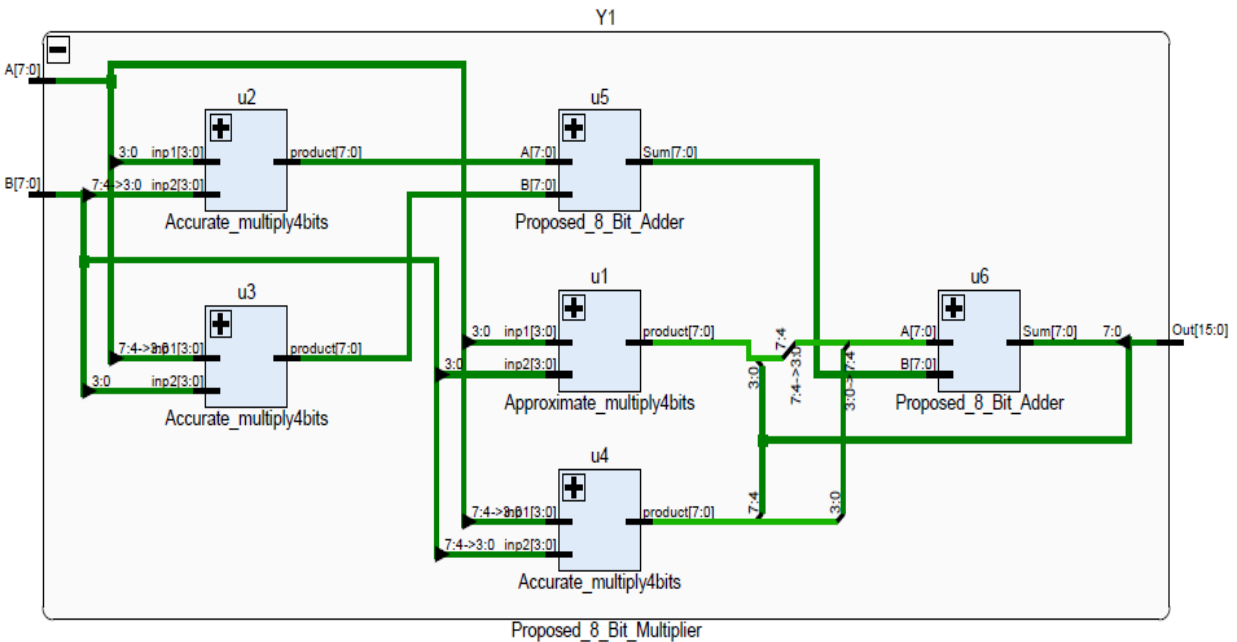 Y1
A[7:0]
B[7:0]
u2
3:0 inp1[3:0] product[7:0]
7:4->3:0 inp2[3:0]
Accurate_multiply4bits
u5
A[7:0] Sum[7:0]
B[7:0]
Proposed_8_Bit_Adder
u3
7:4->3:0 inp1[3:0] product[7:0]
3:0 inp2[3:0]
Accurate_multiply4bits
u1
3:0 inp1[3:0] product[7:0]
3:0 inp2[3:0]
Approximate_multiply4bits
7:4
7:4->3:0
3:0->7:4
3:0
u6
A[7:0] Sum[7:0] 7:0 Out[15:0]
B[7:0]
Proposed_8_Bit_Adder
u4
7:4->3:0 inp1[3:0] product[7:0]
7:4->3:0 inp2[3:0]
7:4
3:0
Accurate_multiply4bits
Proposed_8_Bit_Multiplier